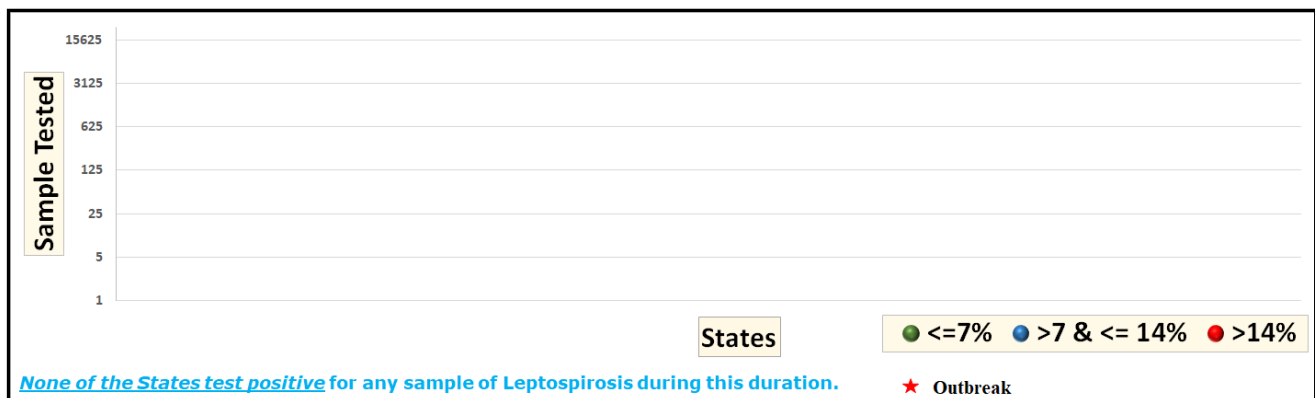 15625
3125
625
125
25
5
1
Sample Tested
States
<=7% >7 & <= 14% >14%
None of the States test positive for any sample of Leptospirosis during this duration.
Outbreak